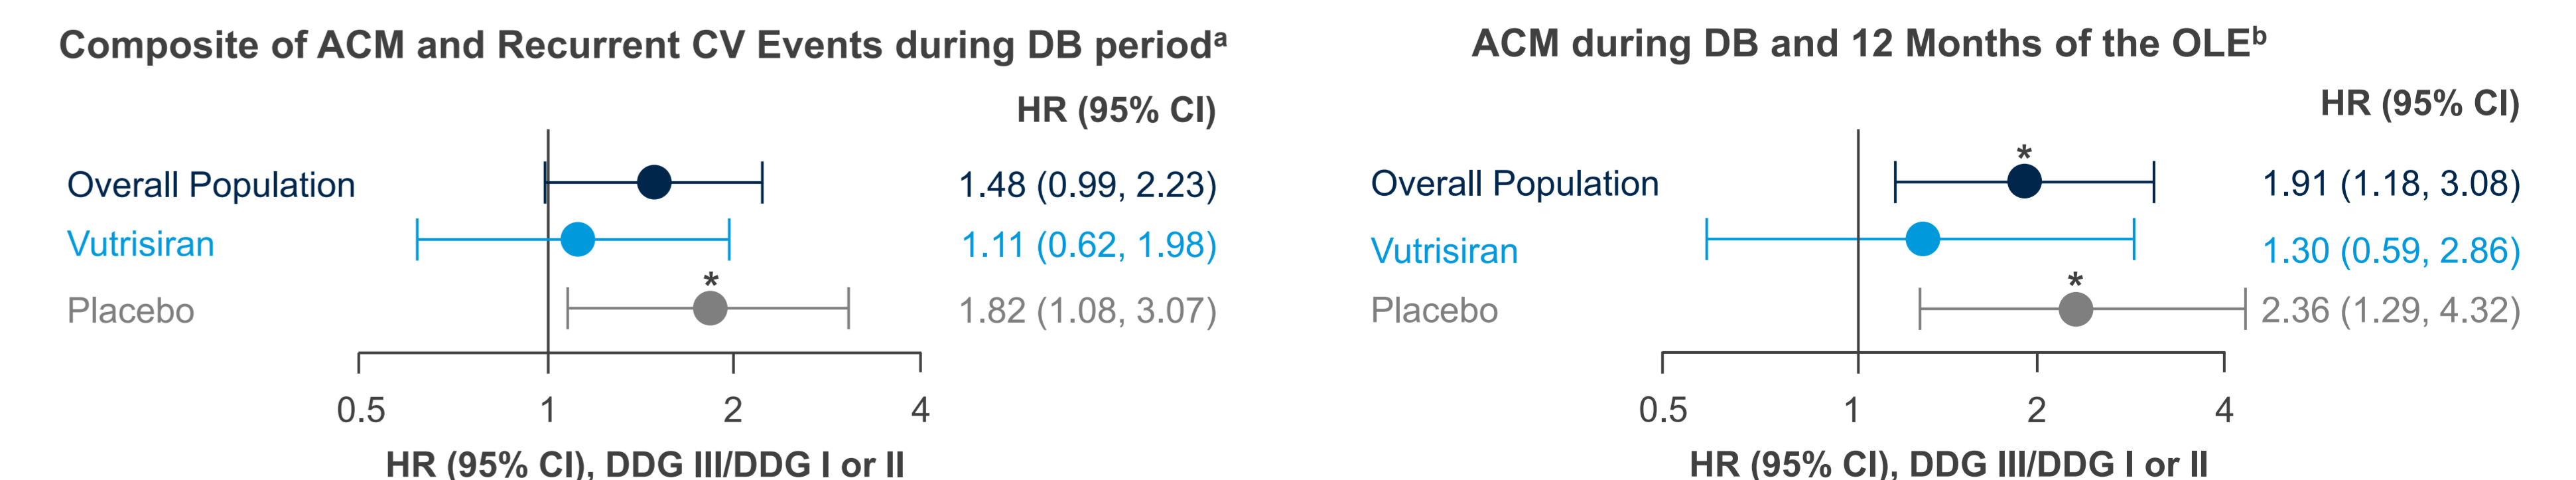 Composite of ACM and Recurrent CV Events during DB periodᵃ
HR (95% CI)
Overall Population 1.48 (0.99, 2.23)
Vutrisiran 1.11 (0.62, 1.98)
*
Placebo 1.82 (1.08, 3.07)
0.5 1 2 4
HR (95% CI), DDG III/DDG I or II
ACM during DB and 12 Months of the OLEᵇ
HR (95% CI)
*
Overall Population 1.91 (1.18, 3.08)
Vutrisiran 1.30 (0.59, 2.86)
*
Placebo 2.36 (1.29, 4.32)
0.5 1 2 4
HR (95% CI), DDG III/DDG I or II